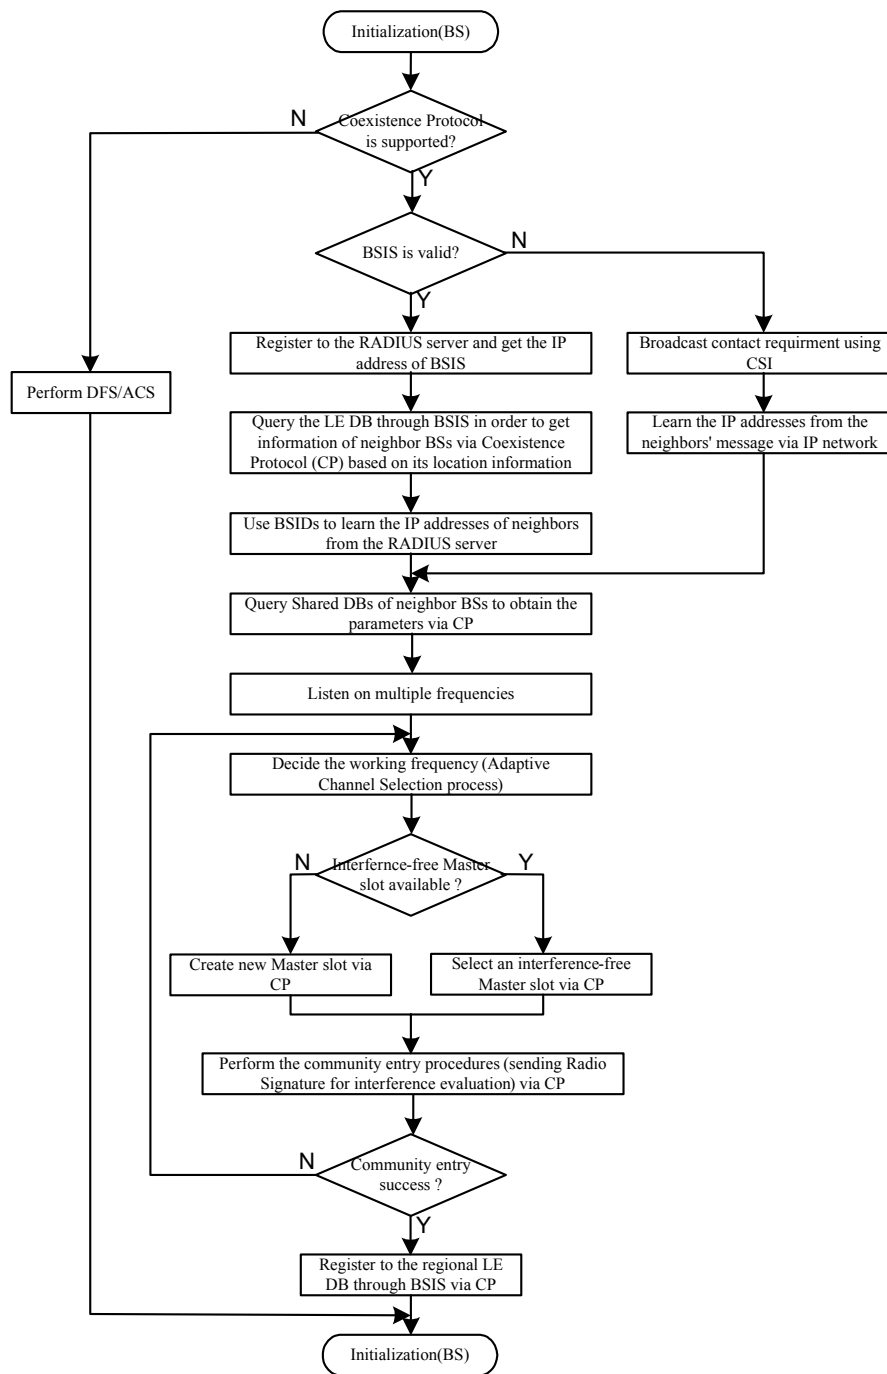 Initialization(BS)
N
Coexistence Protocol
is supported?
Y
BSIS is valid?
N
Y
Register to the RADIUS server and get the IP
address of BSIS
Broadcast contact requirment using
CSI
Perform DFS/ACS
Query the LE DB through BSIS in order to get
information of neighbor BSs via Coexistence
Protocol (CP) based on its location information
Learn the IP addresses from the
neighbors' message via IP network
Use BSIDs to learn the IP addresses of neighbors
from the RADIUS server
Query Shared DBs of neighbor BSs to obtain the
parameters via CP
Listen on multiple frequencies
Decide the working frequency (Adaptive
Channel Selection process)
N
Interfernce-free Master
slot available ?
Y
Create new Master slot via
CP
Select an interference-free
Master slot via CP
Perform the community entry procedures (sending Radio
Signature for interference evaluation) via CP
N
Community entry
success ?
Y
Register to the regional LE
DB through BSIS via CP
Initialization(BS)